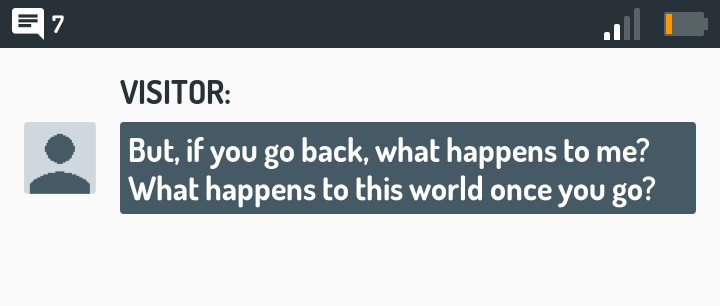 7
VISITOR:
But, if you go back, what happens to me?
What happens to this world once you go?